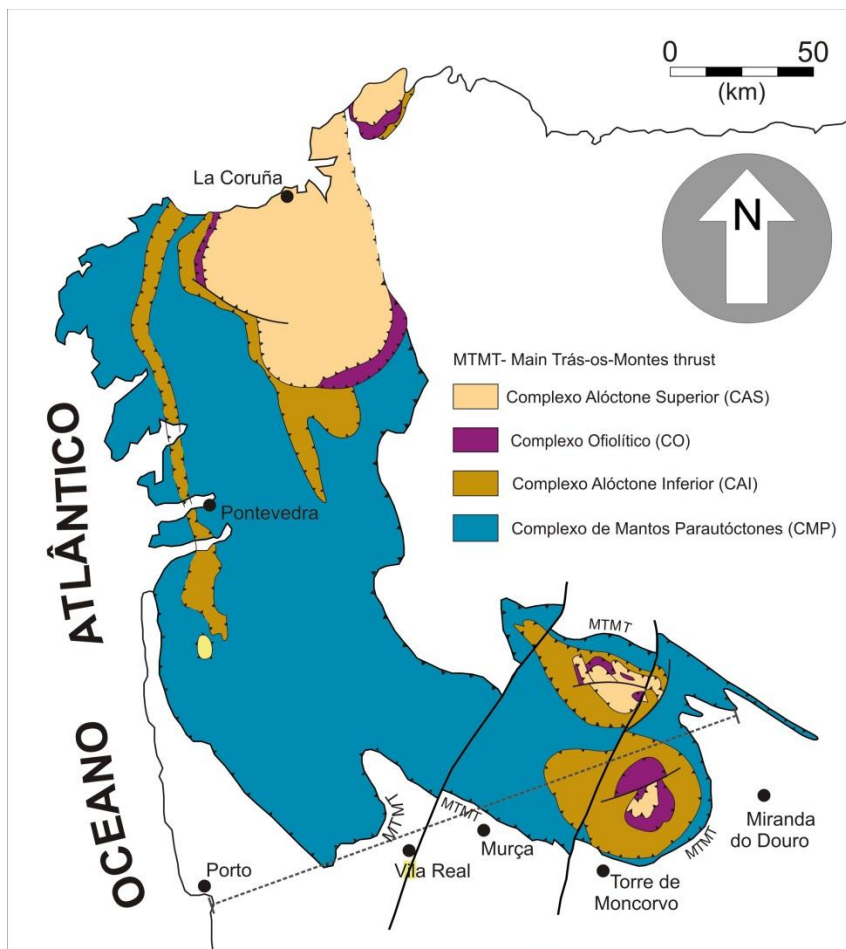 0 50
(km)
La Coruña
N
MTMT- Main Trás-os-Montes thrust
Complexo Alóctone Superior (CAS)
Complexo Ofiolítico (CO)
Complexo Alóctone Inferior (CAI)
Complexo de Mantos Parautóctones (CMP)
OCEANO ATLÂNTICO
Pontevedra
MTMT
MTMT
MTMT
MTMT
Miranda
do Douro
Murça
Vila Real
Porto
Torre de
Moncorvo